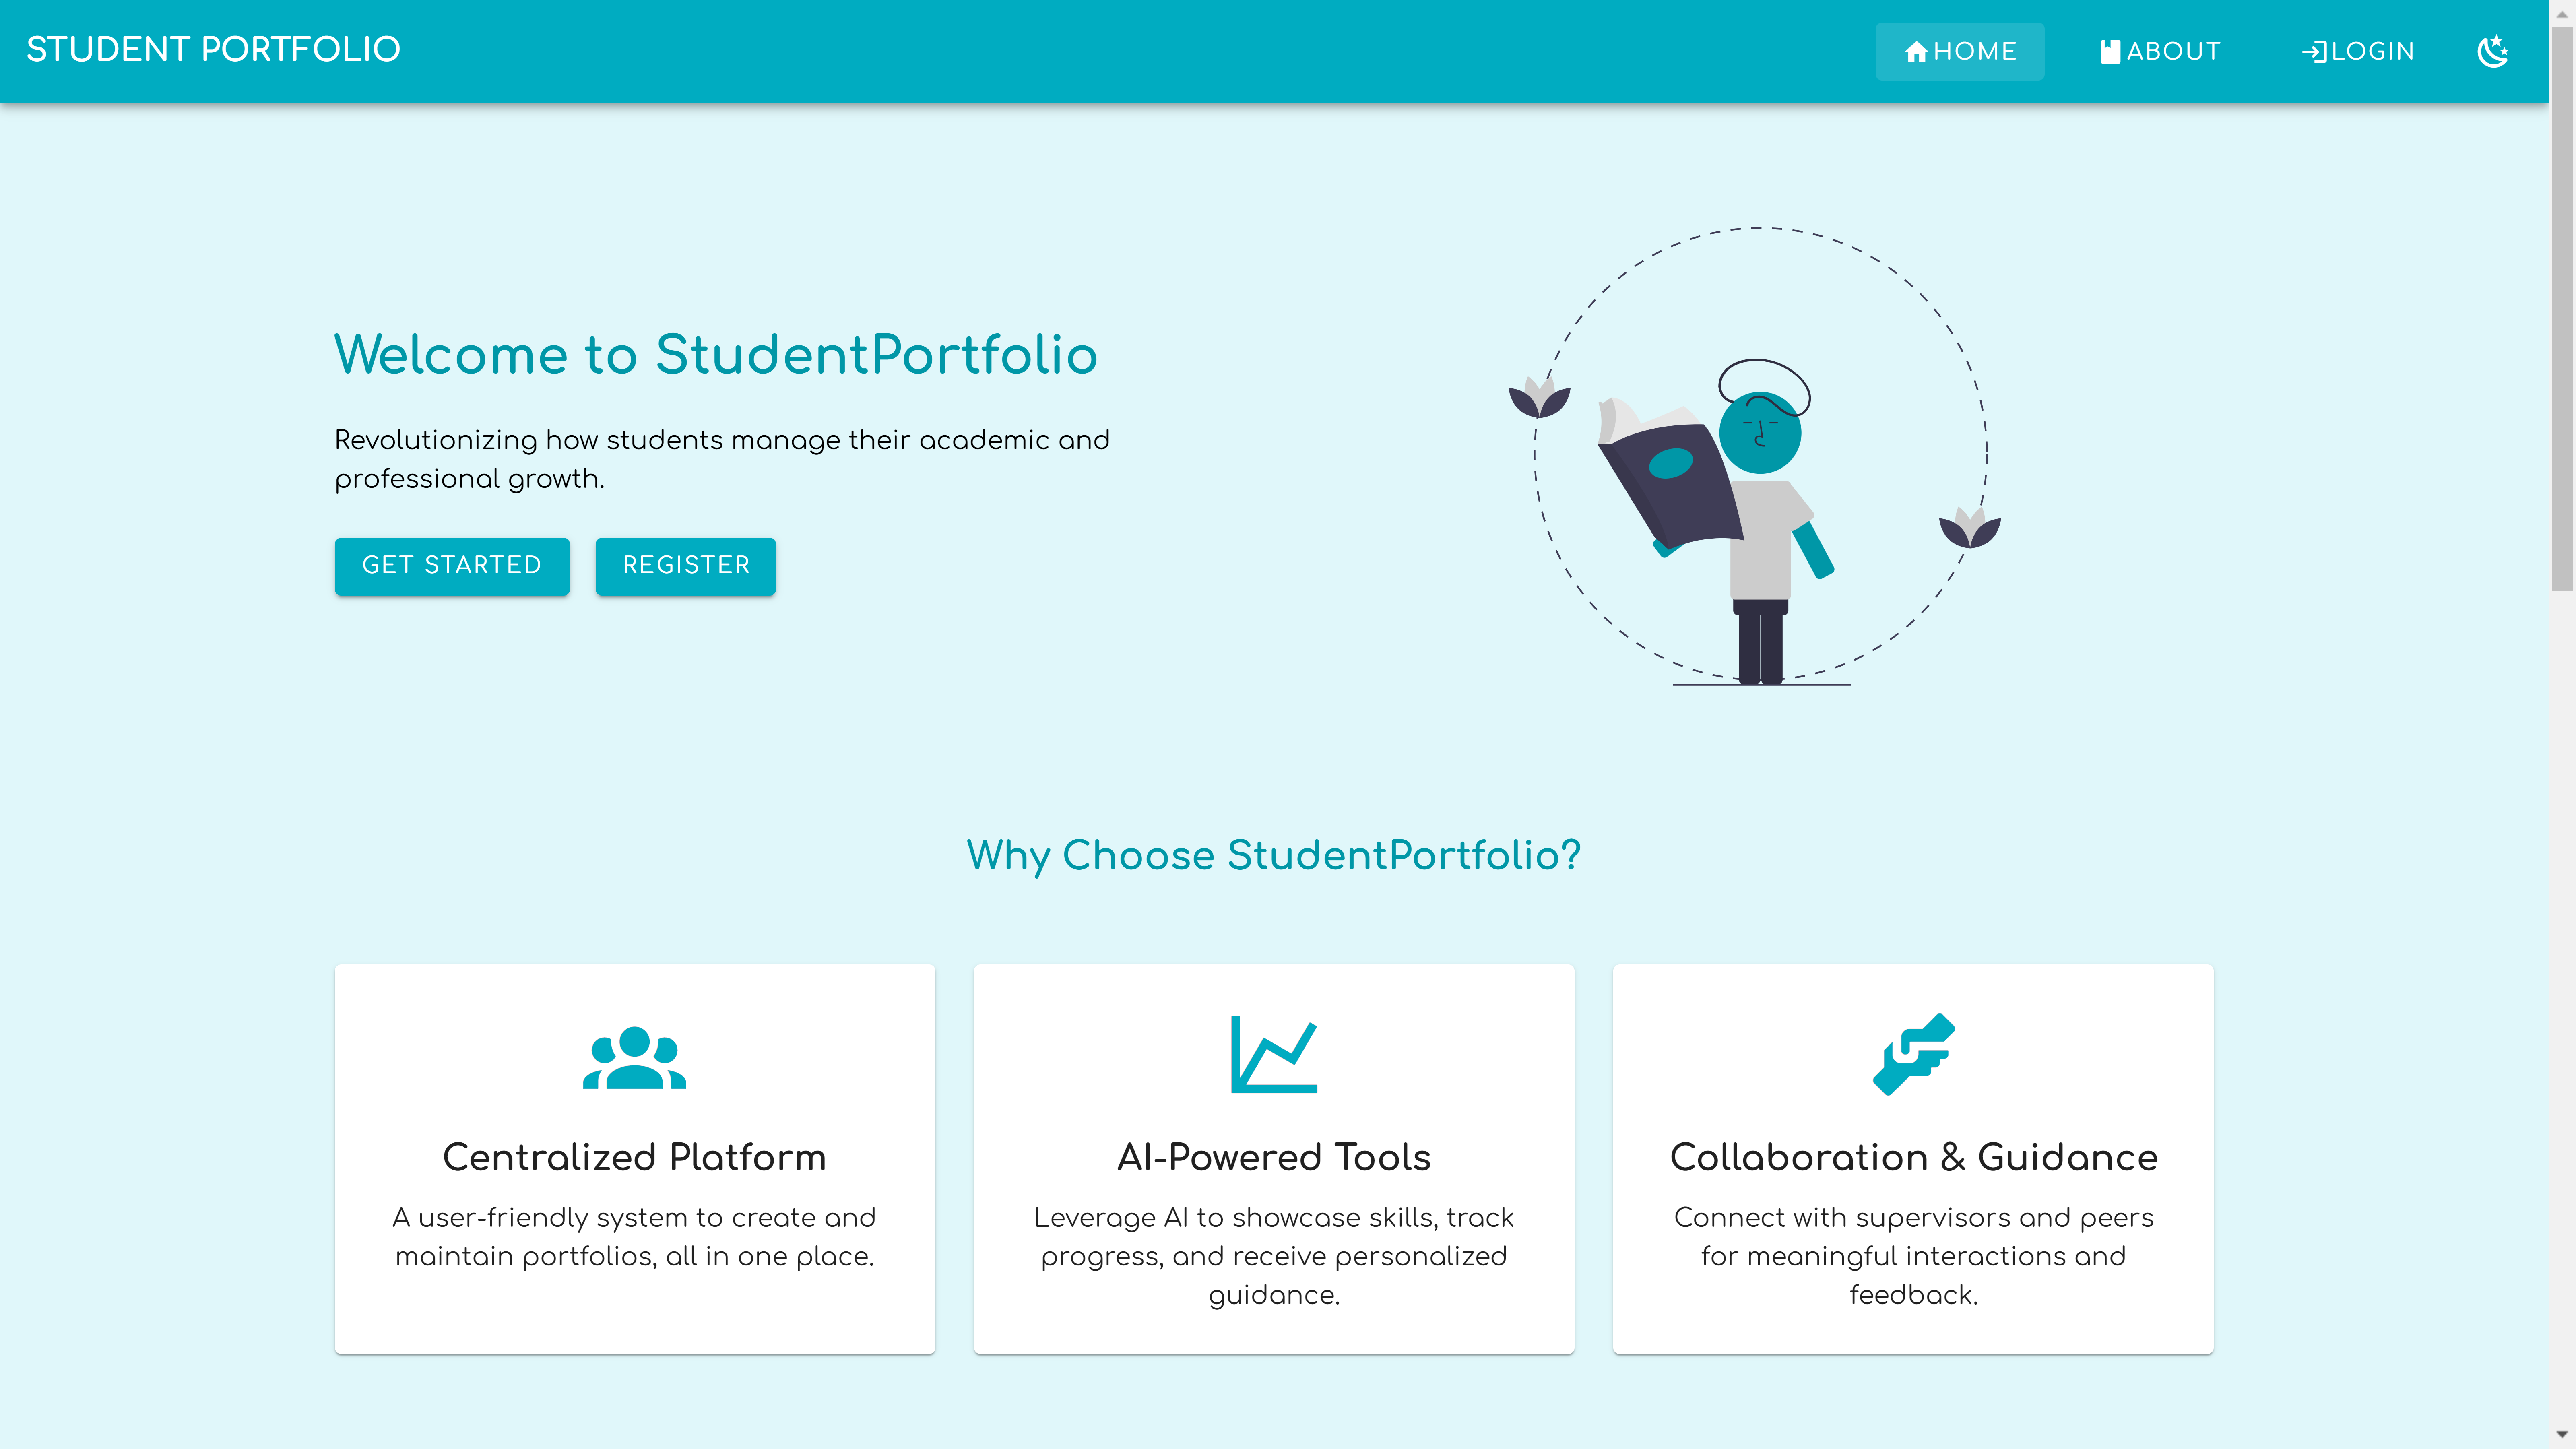 STUDENT PORTFOLIO
HOME
ABOUT
LOGIN
Welcome to StudentPortfolio
Revolutionizing how students manage their academic and
professional growth.
GET STARTED
REGISTER
Why Choose StudentPortfolio?
Centralized Platform
A user-friendly system to create and
maintain portfolios, all in one place.
AI-Powered Tools
Leverage AI to showcase skills, track
progress, and receive personalized
guidance.
Collaboration & Guidance
Connect with supervisors and peers
for meaningful interactions and
feedback.